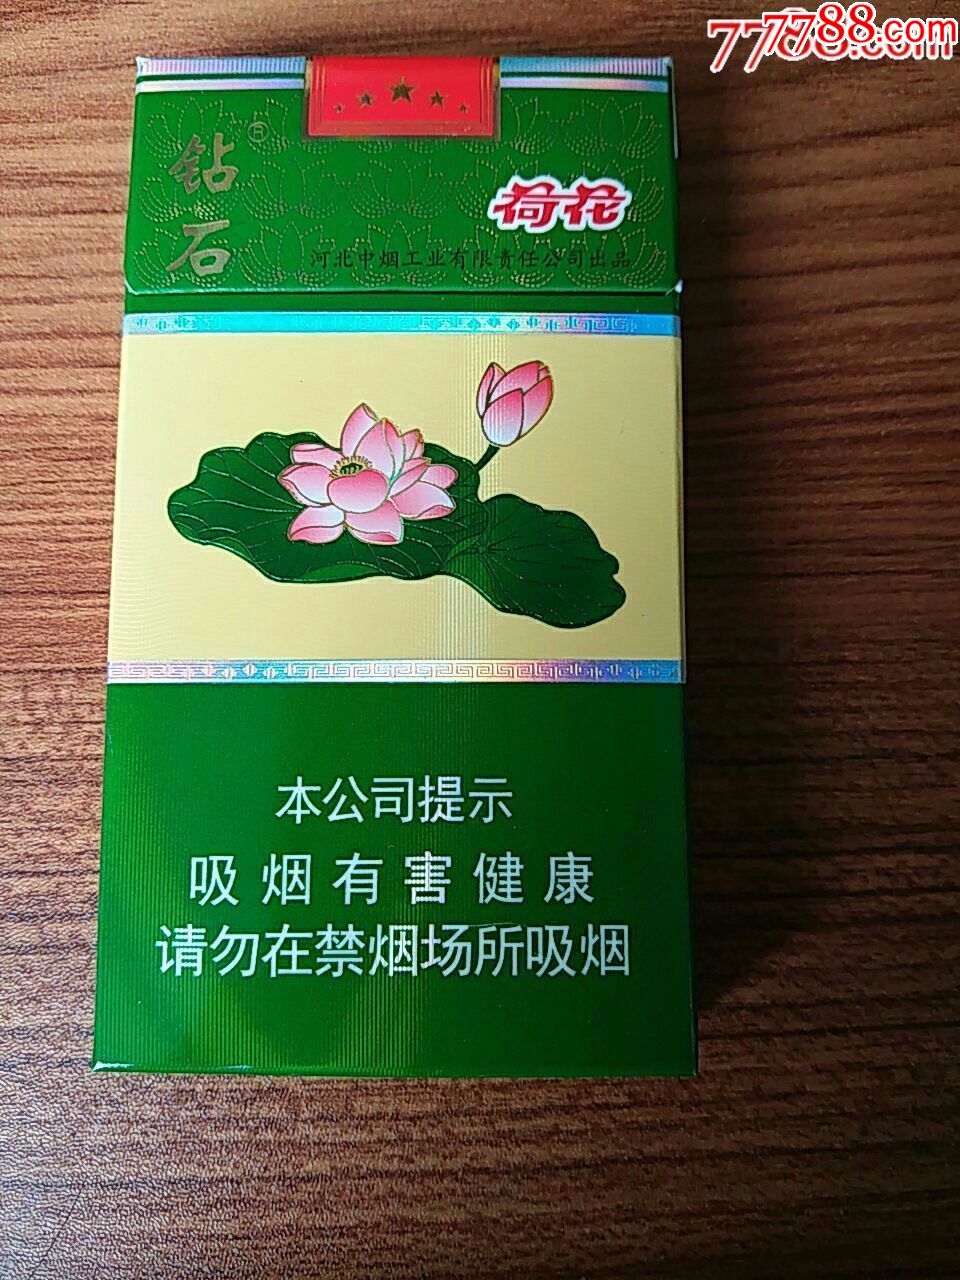 7788.com
7788.com
钻石®
荷花
河北中烟工业有限责任公司出品
本公司提示
吸烟有害健康
请勿在禁烟场所吸烟